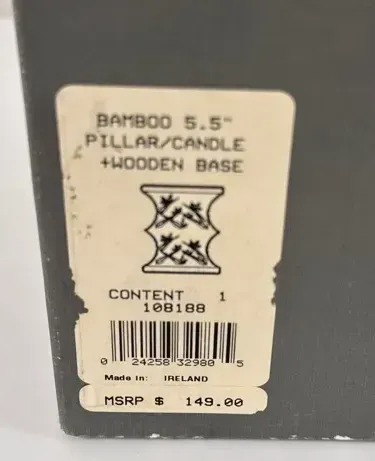 BAMBOO 5.5"
PILLAR/CANDLE
+WOODEN BASE
CONTENT 1
108188
0 24258 32980 5
Made in: IRELAND
MSRP $ 149.00